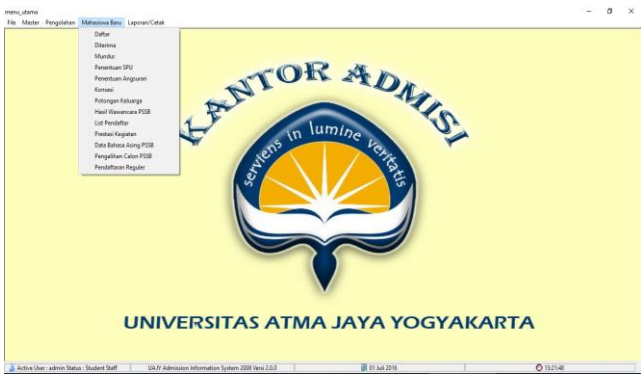 menu_utama
File Master Pengolahan Mahasiswa Baru Laporan/Cetak
Daftar
Diterima
Mundur
Penentuan SPU
Penentuan Angsuran
Konsesi
Potongan Keluarga
Hasil Wawancara PSSB
List Pendaftar
Prestasi Kegiatan
Data Bahasa Asing PSSB
Pengalihan Calon PSSB
Pendaftaran Reguler
KANTOR ADMISI
serviens in lumine veritatis
UNIVERSITAS ATMA JAYA YOGYAKARTA
Active User : admin Status : Student Staff UAJY Admission Information System 2008 Versi 2.0.0 01 Juli 2016 13:21:48